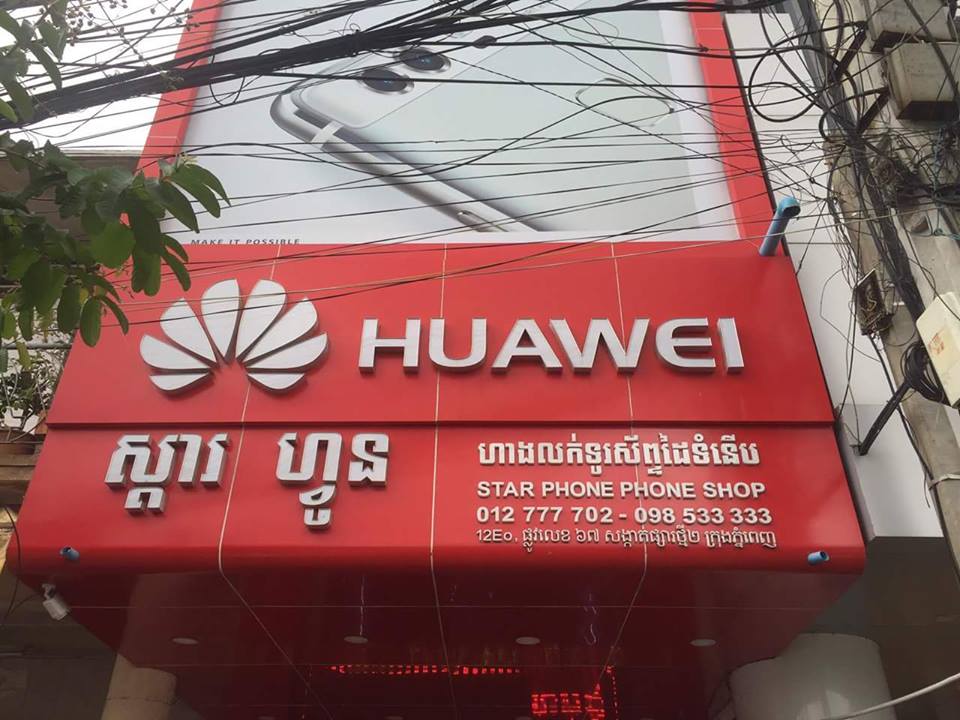 MAKE IT POSSIBLE
HUAWEI
ស្តារ ហ្វូន
ហាងលក់ទូរស័ព្ទដៃទំនើប
STAR PHONE PHONE SHOP
012 777 702 - 098 533 333
12Eo, ផ្លូវលេខ ៦៧ សង្កាត់ផ្សារថ្មី២ ក្រុងភ្នំពេញ